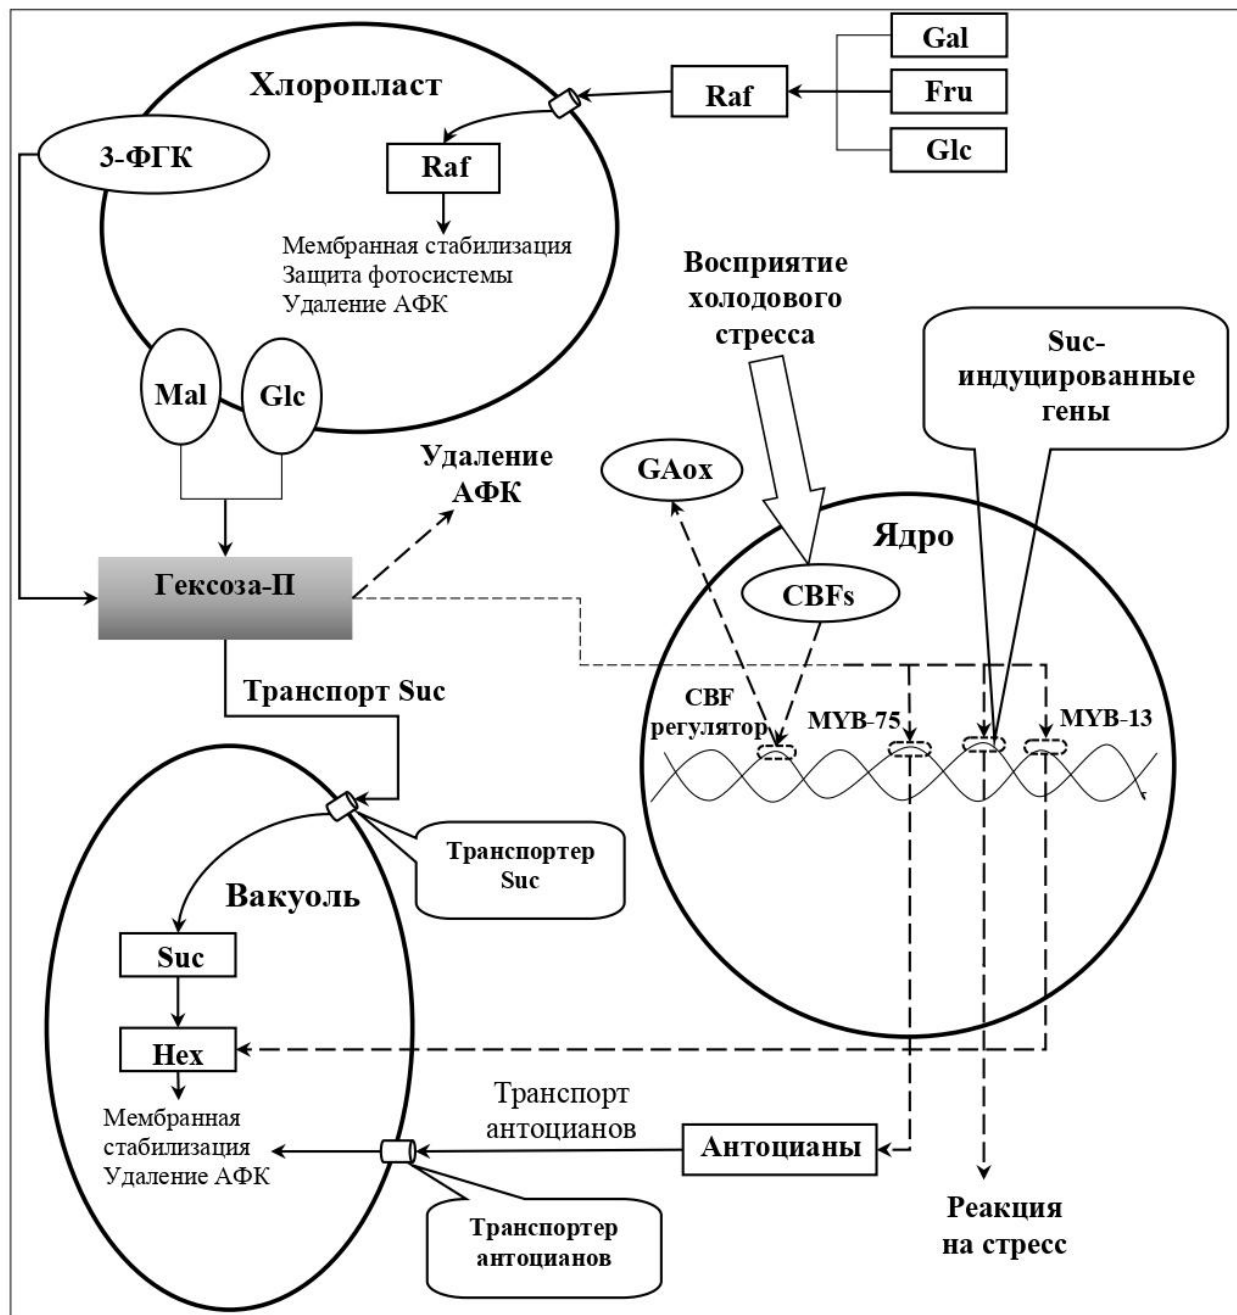 Gal
Хлоропласт
Raf
Fru
3-ФГК
Raf
Glc
Мембранная стабилизация
Защита фотосистемы
Удаление АФК
Восприятие
холодового
стресса
Suc-
индуцированные
гены
Mal
Glc
Удаление
АФК
GAox
Ядро
Гексоза-П
CBFs
Транспорт Suc
CBF
регулятор
MYB-75
MYB-13
Транспортер
Suc
Вакуоль
Suc
Hex
Мембранная
стабилизация
Удаление АФК
Транспорт
антоцианов
Антоцианы
Транспортер
антоцианов
Реакция
на стресс